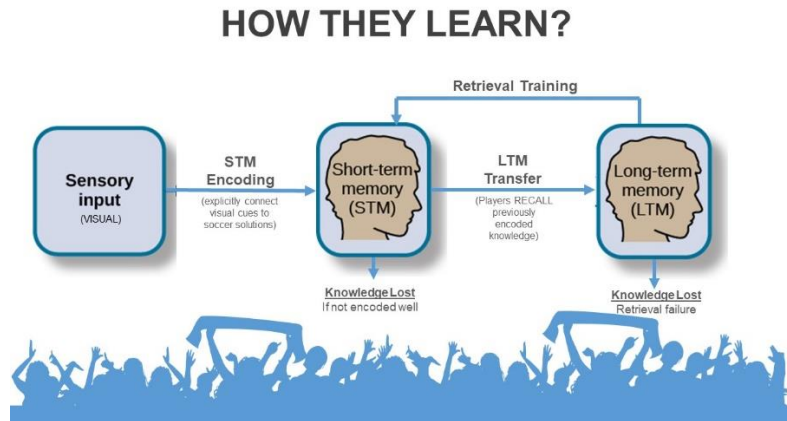 HOW THEY LEARN?
Retrieval Training
Sensory
input
(VISUAL)
STM
Encoding
(explicitly connect
visual cues to
soccer solutions)
Short-term
memory
(STM)
LTM
Transfer
(Players RECALL
previously
encoded
knowledge)
Long-term
memory
(LTM)
Knowledge Lost
If not encoded well
Knowledge Lost
Retrieval failure